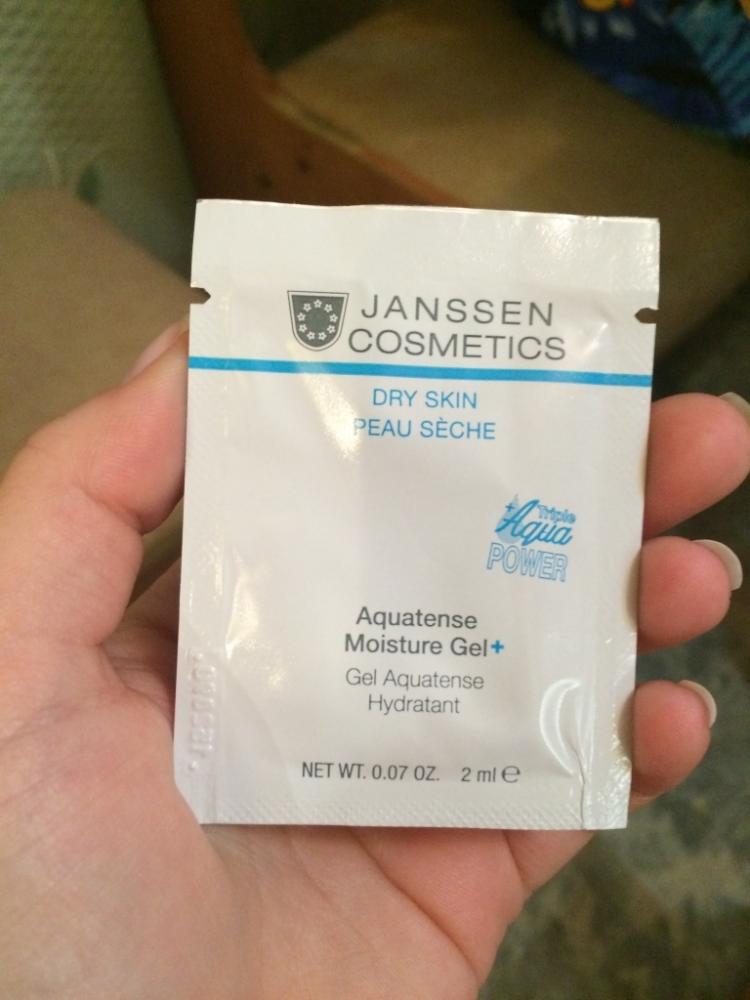 JANSSEN
COSMETICS
DRY SKIN
PEAU SÈCHE
Triple
Aqua
POWER
Aquatense
Moisture Gel+
Gel Aquatense
Hydratant
NET WT. 0.07 OZ. 2 ml ℮